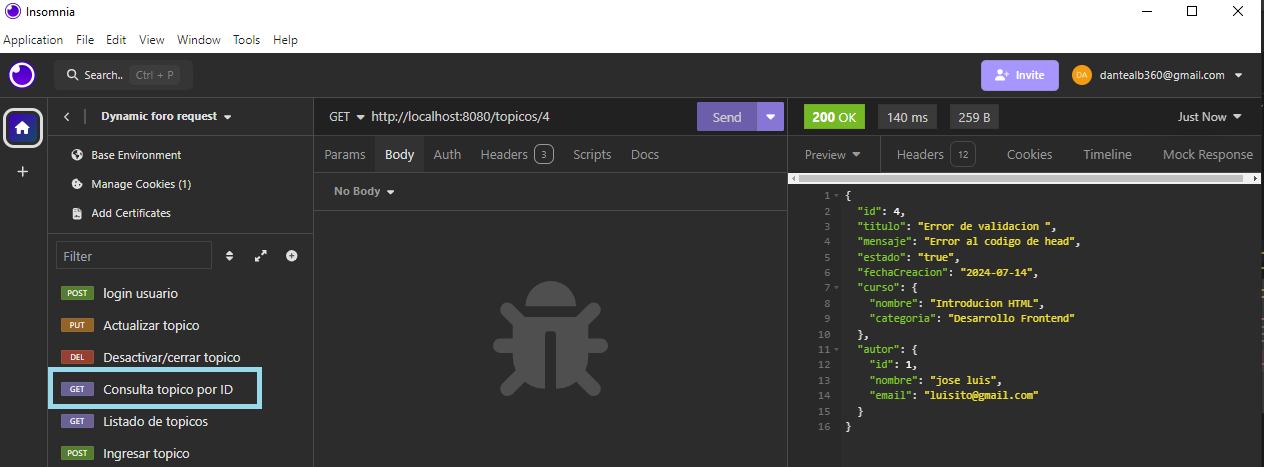 Insomnia
Application File Edit View Window Tools Help
Search.. Ctrl + P
Invite
DA dantealb360@gmail.com
Dynamic foro request
GET http://localhost:8080/topicos/4
Send
200 OK 140 ms 259 B
Just Now
Base Environment
Manage Cookies (1)
Add Certificates
Params Body Auth Headers 3 Scripts Docs
Preview Headers 12 Cookies Timeline Mock Response
No Body
Filter
POST login usuario
PUT Actualizar topico
DEL Desactivar/cerrar topico
GET Consulta topico por ID
GET Listado de topicos
POST Ingresar topico
1 {
2 "id": 4,
3 "titulo": "Error de validacion ",
4 "mensaje": "Error al codigo de head",
5 "estado": "true",
6 "fechaCreacion": "2024-07-14",
7 "curso": {
8 "nombre": "Introducion HTML",
9 "categoria": "Desarrollo Frontend"
10 },
11 "autor": {
12 "id": 1,
13 "nombre": "jose luis",
14 "email": "luisito@gmail.com"
15 }
16 }